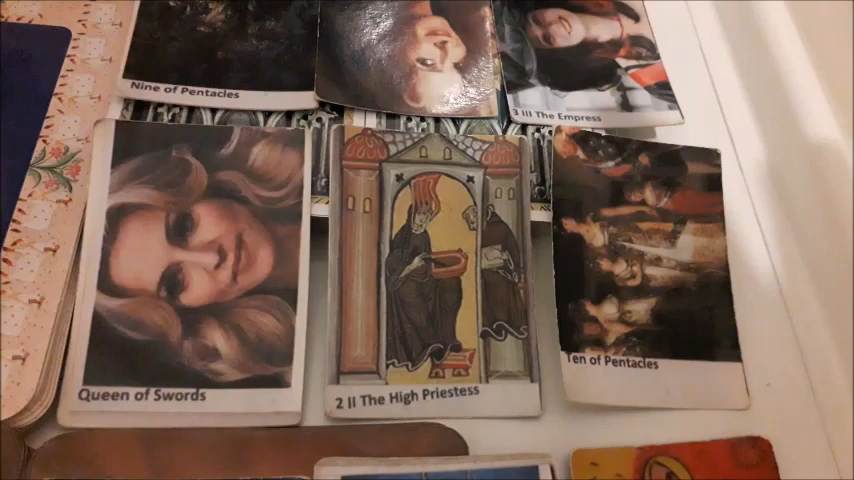 Nine of Pentacles
3 III The Empress
Queen of Swords
2 II The High Priestess
Ten of Pentacles